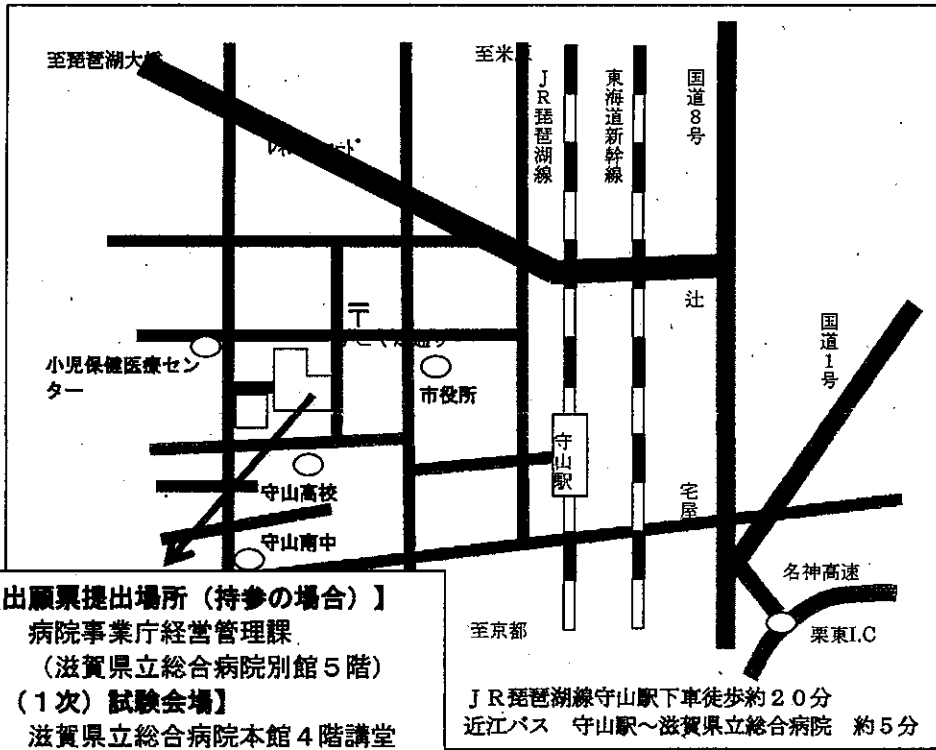 至琵琶湖大橋
至米
ＪＲ琵琶湖線
東海道新幹線
国道８号
辻
国道１号
〒
小児保健医療セン
ター
市役所
守山駅
守山高校
宅屋
守山南中
名神高速
栗東I.C
至京都
出願票提出場所（持参の場合）】
病院事業庁経営管理課
（滋賀県立総合病院別館５階）
（１次）試験会場】
滋賀県立総合病院本館４階講堂
ＪＲ琵琶湖線守山駅下車徒歩約２０分
近江バス　守山駅～滋賀県立総合病院　約５分